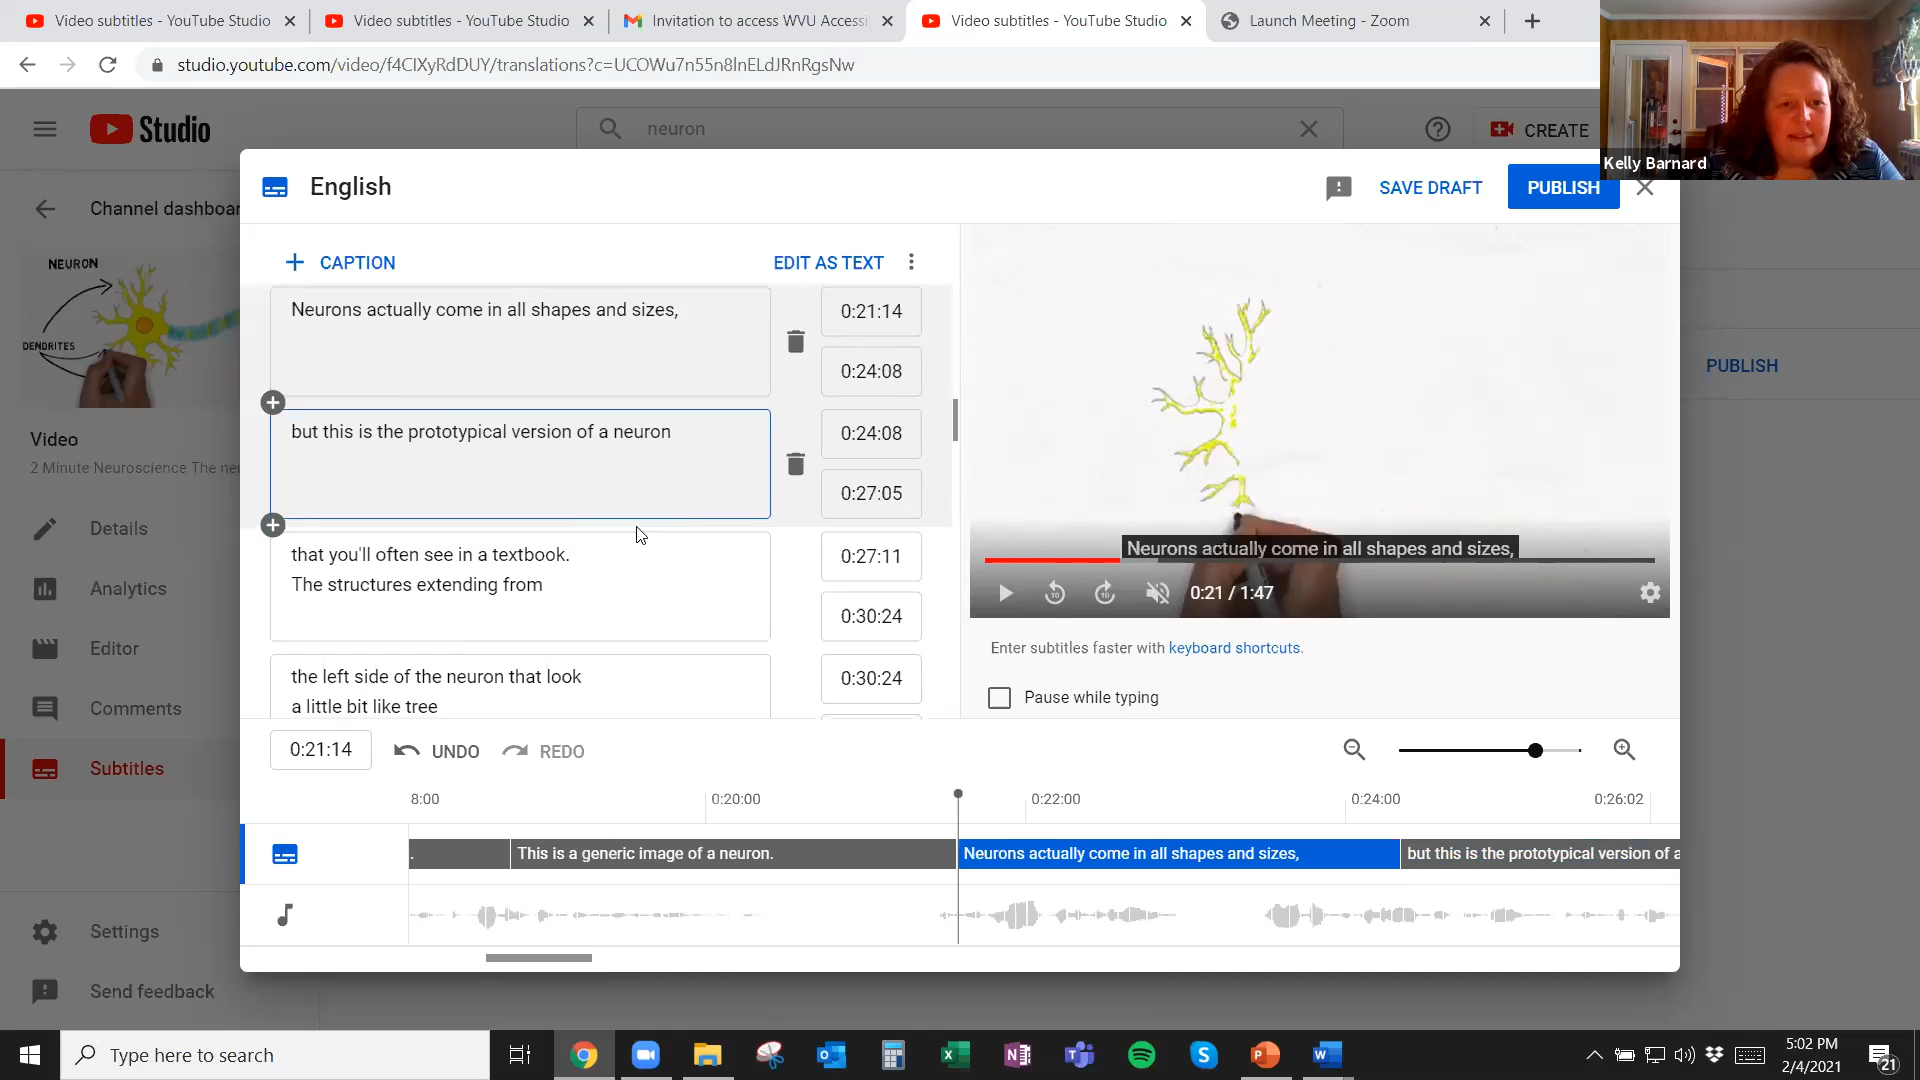 Video subtitles - YouTube Studio
Video subtitles - YouTube Studio
Invitation to access WVU Accessi
Video subtitles - YouTube Studio
Launch Meeting - Zoom
studio.youtube.com/video/f4ClXyRdDUY/translations?c=UCOWu7n55n8lnELdJRnRgsNw
Studio
neuron
CREATE
Kelly Barnard
Channel dashboar
English
SAVE DRAFT
PUBLISH
CAPTION
EDIT AS TEXT
NEURON
DENDRITES
Neurons actually come in all shapes and sizes,
0:21:14
0:24:08
but this is the prototypical version of a neuron
0:24:08
0:27:05
that you'll often see in a textbook.
The structures extending from
0:27:11
0:30:24
the left side of the neuron that look
a little bit like tree
0:30:24
Neurons actually come in all shapes and sizes,
0:21 / 1:47
Enter subtitles faster with keyboard shortcuts.
Pause while typing
PUBLISH
Video
2 Minute Neuroscience The ne
Details
Analytics
Editor
Comments
Subtitles
Settings
Send feedback
0:21:14
UNDO
REDO
8:00
0:20:00
0:22:00
0:24:00
0:26:02
.
This is a generic image of a neuron.
Neurons actually come in all shapes and sizes,
but this is the prototypical version of a
Type here to search
5:02 PM
2/4/2021
21